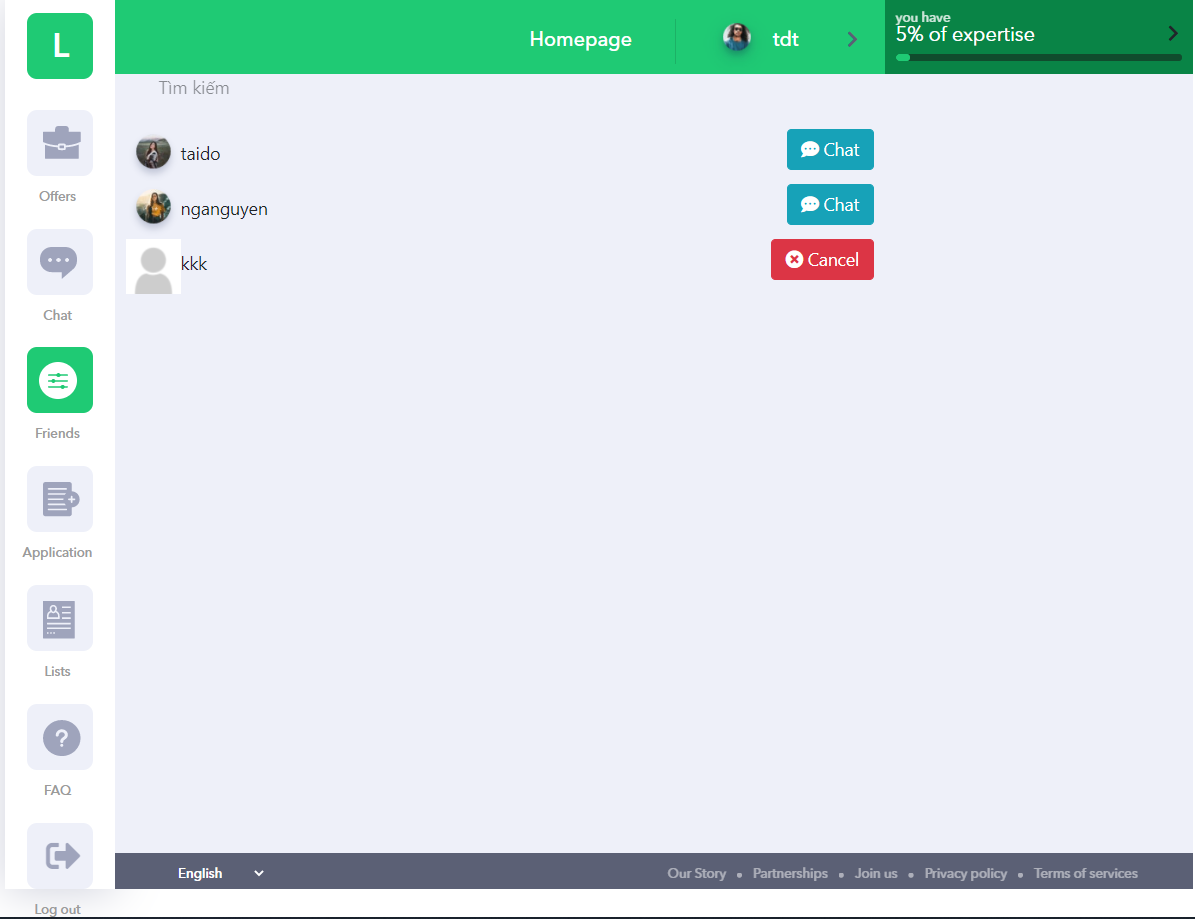 L
Homepage
tdt
you have
5% of expertise
Tìm kiếm
taido
Chat
nganguyen
Chat
kkk
Cancel
Offers
Chat
Friends
Application
Lists
?
FAQ
Log out
English
Our Story • Partnerships • Join us • Privacy policy • Terms of services